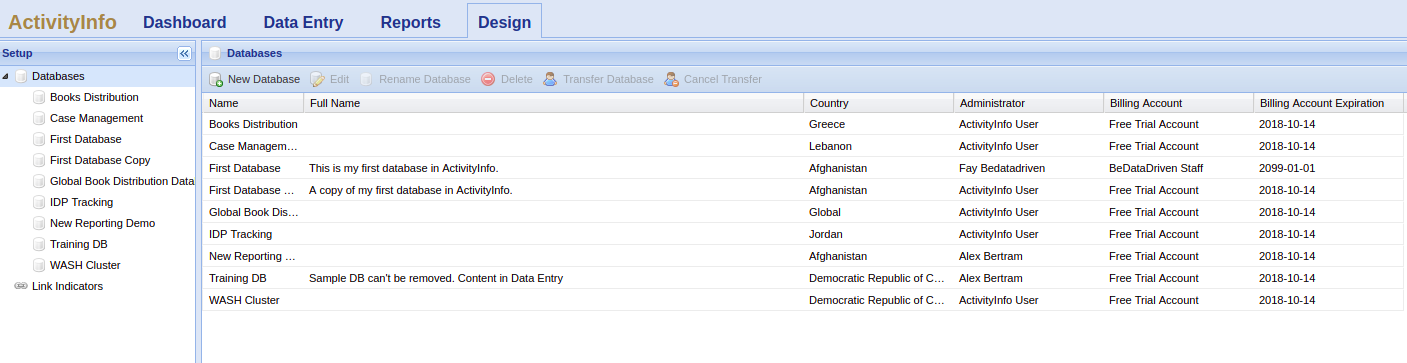 ActivityInfo Dashboard Data Entry Reports Design
Setup
Databases
Books Distribution
Case Management
First Database
First Database Copy
Global Book Distribution Data
IDP Tracking
New Reporting Demo
Training DB
WASH Cluster
Link Indicators
Databases
New Database Edit Rename Database Delete Transfer Database Cancel Transfer
Name Full Name Country Administrator Billing Account Billing Account Expiration
Books Distribution Greece ActivityInfo User Free Trial Account 2018-10-14
Case Managem… Lebanon ActivityInfo User Free Trial Account 2018-10-14
First Database This is my first database in ActivityInfo. Afghanistan Fay Bedatadriven BeDataDriven Staff 2099-01-01
First Database … A copy of my first database in ActivityInfo. Afghanistan ActivityInfo User Free Trial Account 2018-10-14
Global Book Dis… Global ActivityInfo User Free Trial Account 2018-10-14
IDP Tracking Jordan ActivityInfo User Free Trial Account 2018-10-14
New Reporting … Afghanistan Alex Bertram Free Trial Account 2018-10-14
Training DB Sample DB can't be removed. Content in Data Entry Democratic Republic of C… Alex Bertram Free Trial Account 2018-10-14
WASH Cluster Democratic Republic of C… ActivityInfo User Free Trial Account 2018-10-14